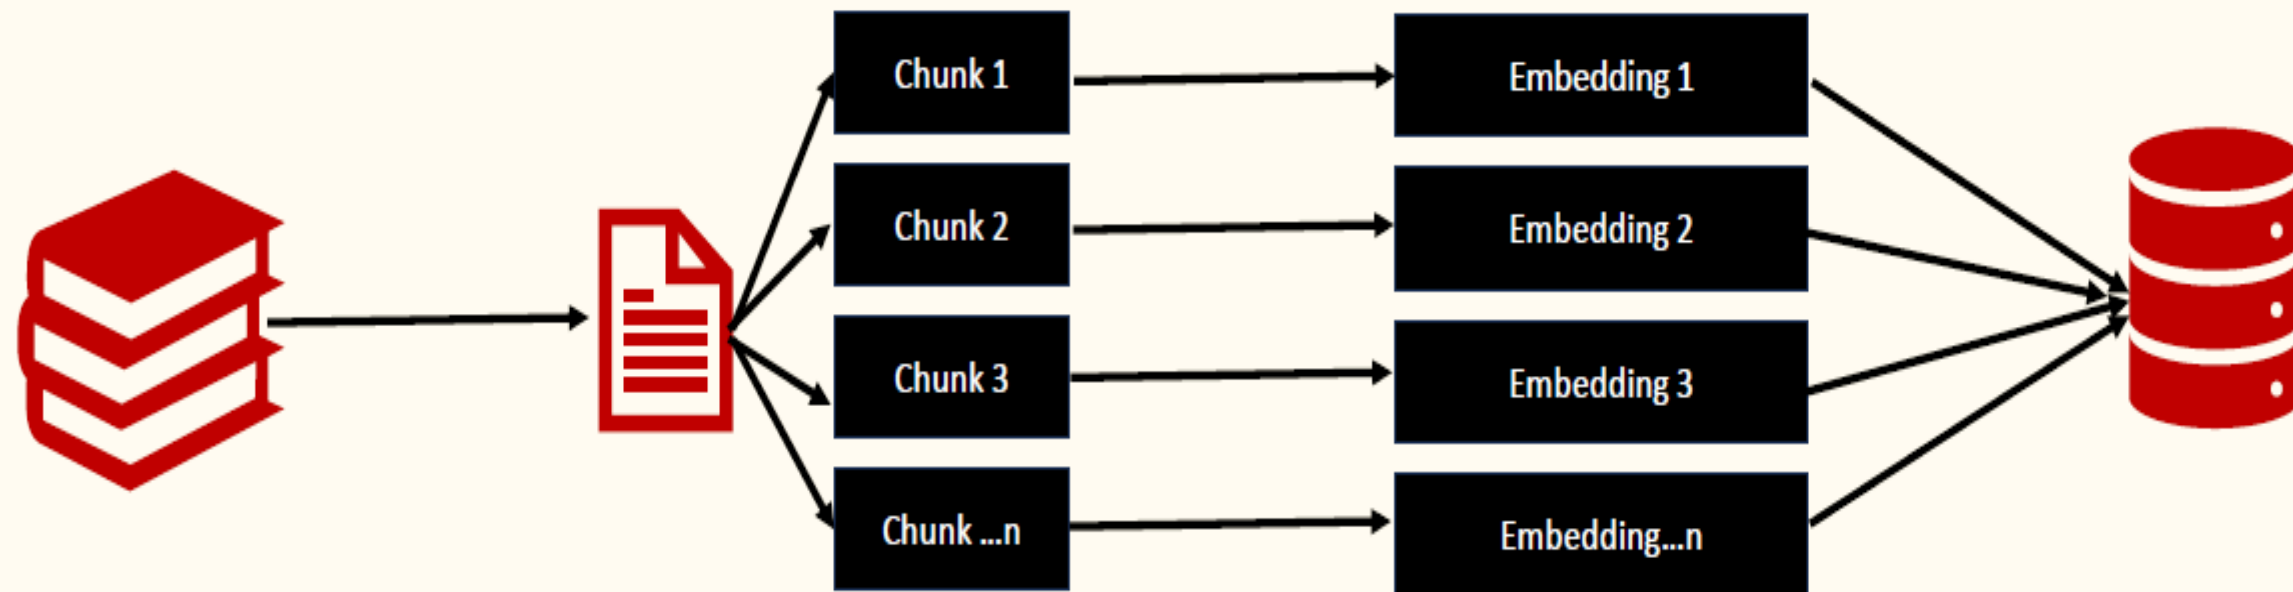 Chunk 1
Embedding 1
Chunk 2
Embedding 2
Chunk 3
Embedding 3
Chunk ...n
Embedding...n